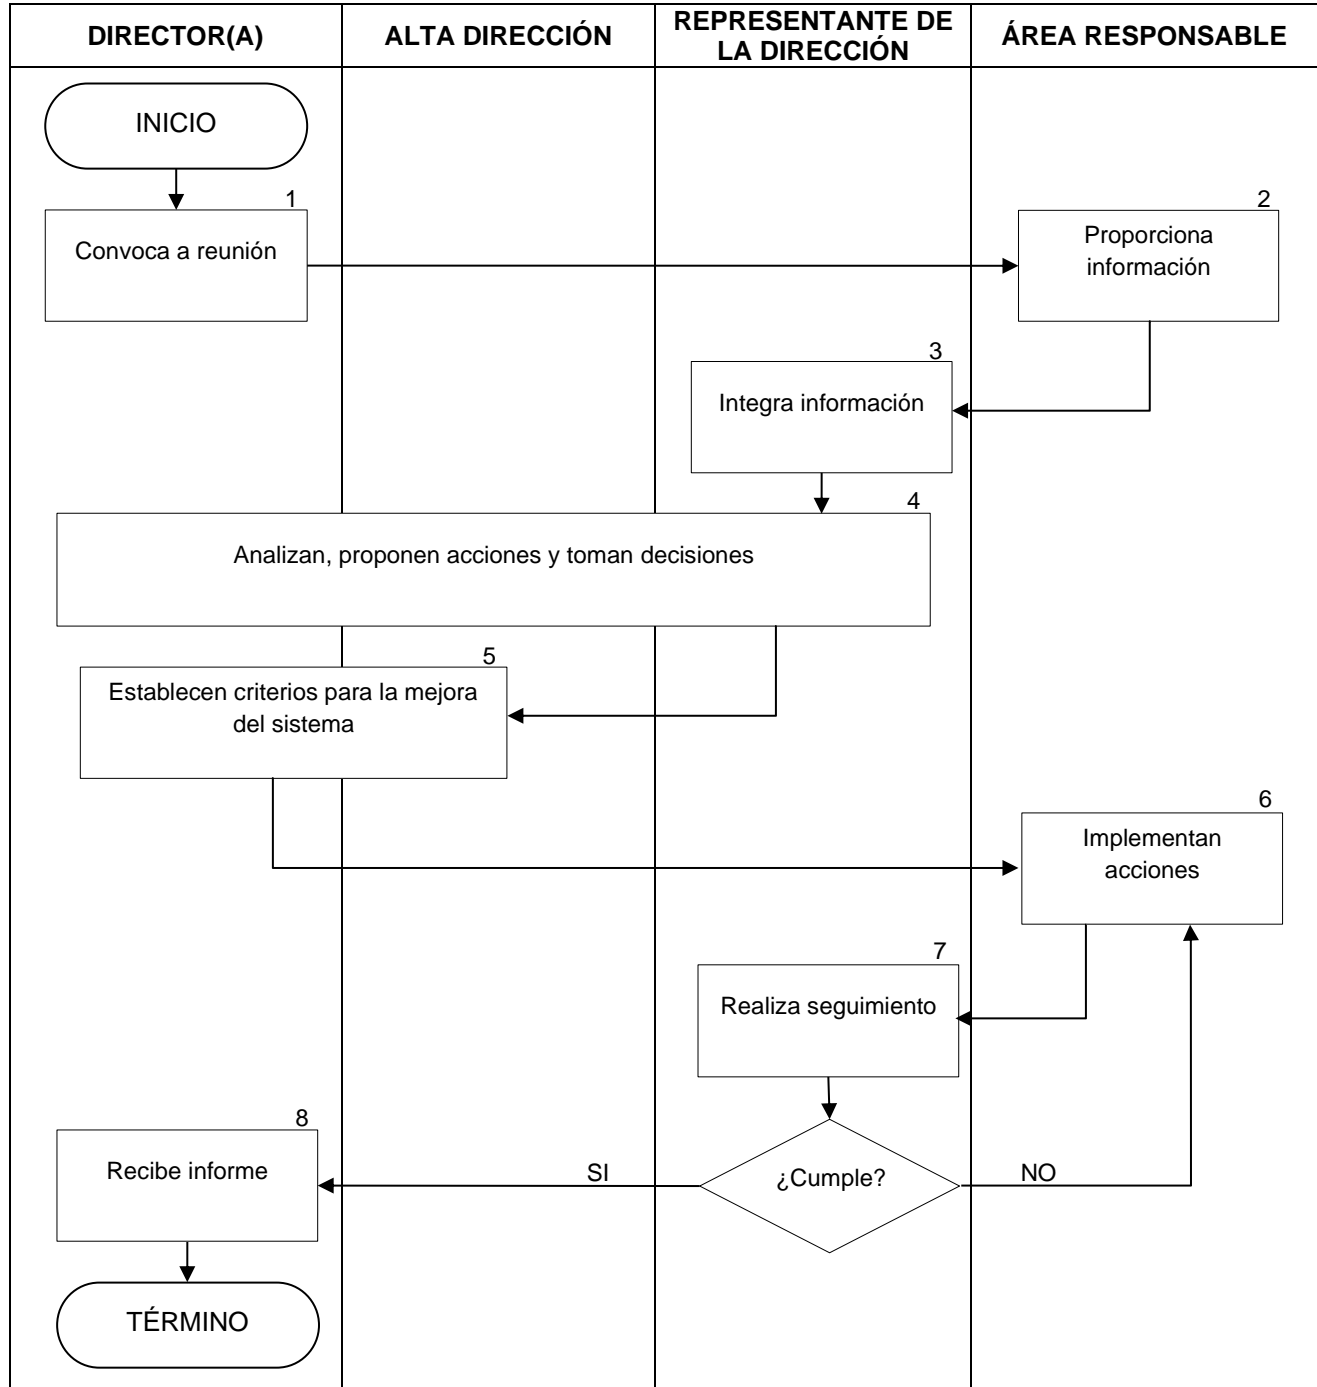 DIRECTOR(A)
ALTA DIRECCIÓN
REPRESENTANTE DE
LA DIRECCIÓN
ÁREA RESPONSABLE
INICIO
1
Convoca a reunión
2
Proporciona
información
3
Integra información
4
Analizan, proponen acciones y toman decisiones
5
Establecen criterios para la mejora
del sistema
6
Implementan
acciones
7
Realiza seguimiento
¿Cumple?
SI
NO
8
Recibe informe
TÉRMINO